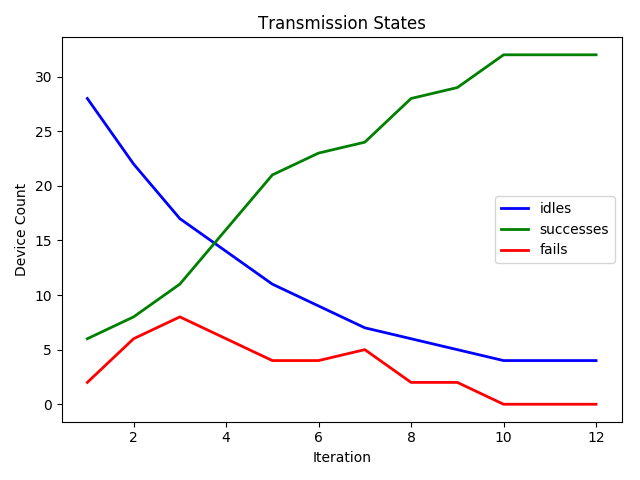 Transmission States
Device Count
30
25
20
15
10
5
0
idles
successes
fails
2 4 6 8 10 12
Iteration